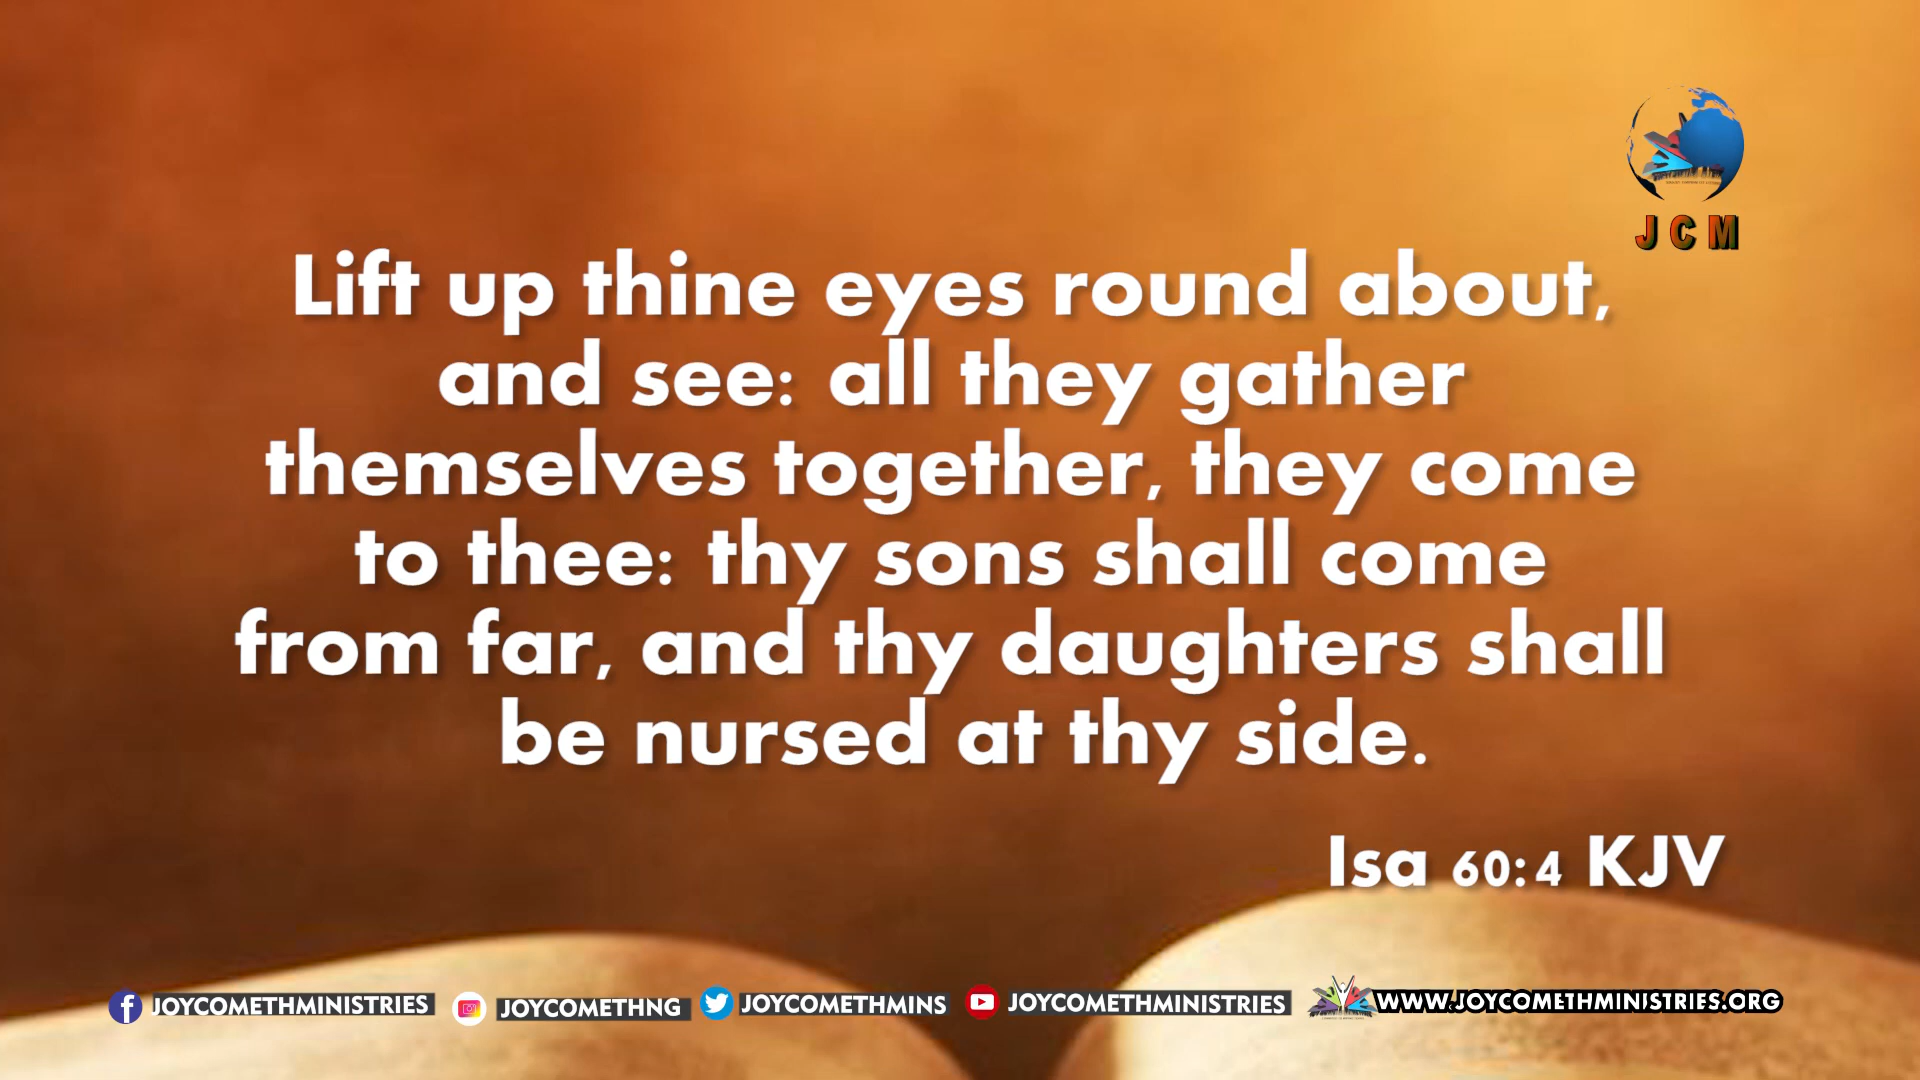 JCM
Lift up thine eyes round about,
and see: all they gather
themselves together, they come
to thee: thy sons shall come
from far, and thy daughters shall
be nursed at thy side.
Isa 60:4 KJV
JOYCOMETHMINISTRIES
JOYCOMETHNG
JOYCOMETHMINS
JOYCOMETHMINISTRIES
WWW.JOYCOMETHMINISTRIES.ORG